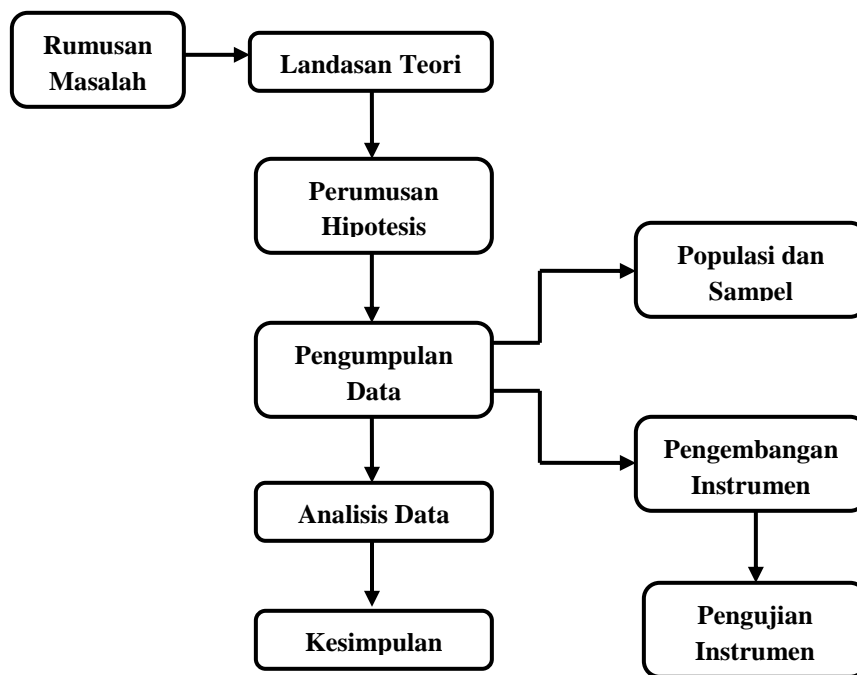 Rumusan
Masalah
Landasan Teori
Perumusan
Hipotesis
Populasi dan
Sampel
Pengumpulan
Data
Pengembangan
Instrumen
Analisis Data
Pengujian
Instrumen
Kesimpulan